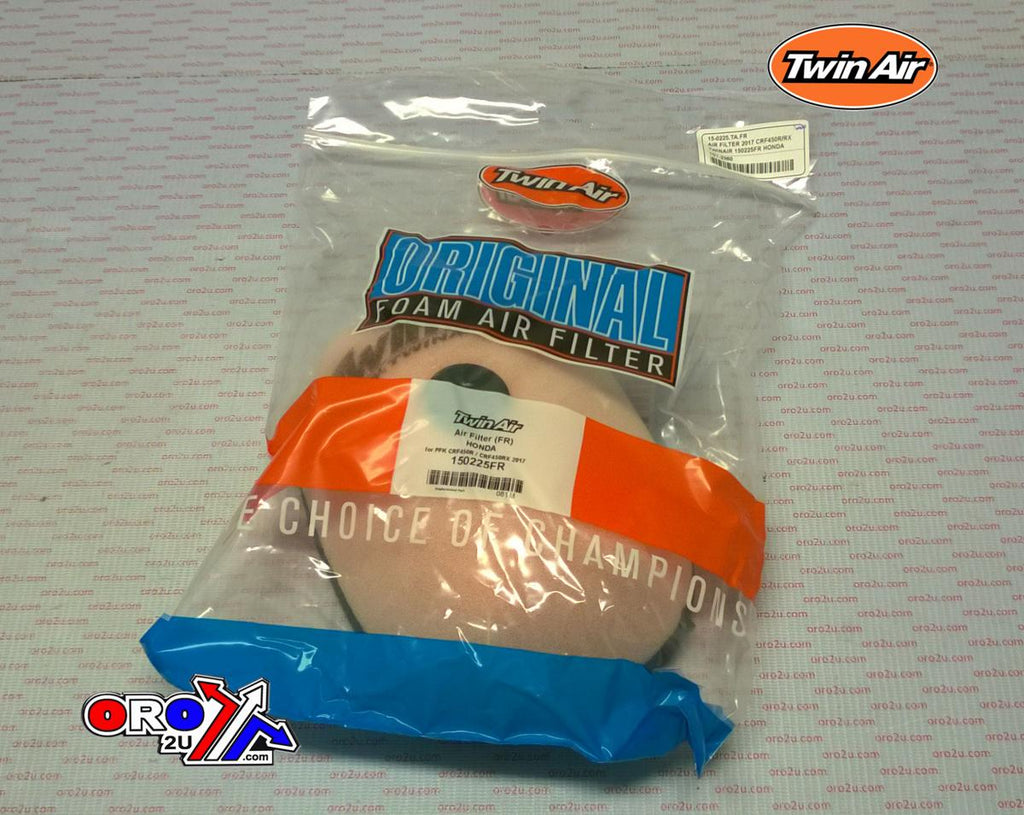 Twin Air
15-0225.TA.FR
AIR FILTER 2017 CRF450R/RX
TWINAIR 150225FR HONDA
Twin Air
ORIGINAL
FOAM AIR FILTER
Twin Air
Air Filter (FR)
HONDA
for PFK CRF450R / CRF450RX 2017
150225FR
E CHOICE OF CHAMPIONS
ORO
2U
.com